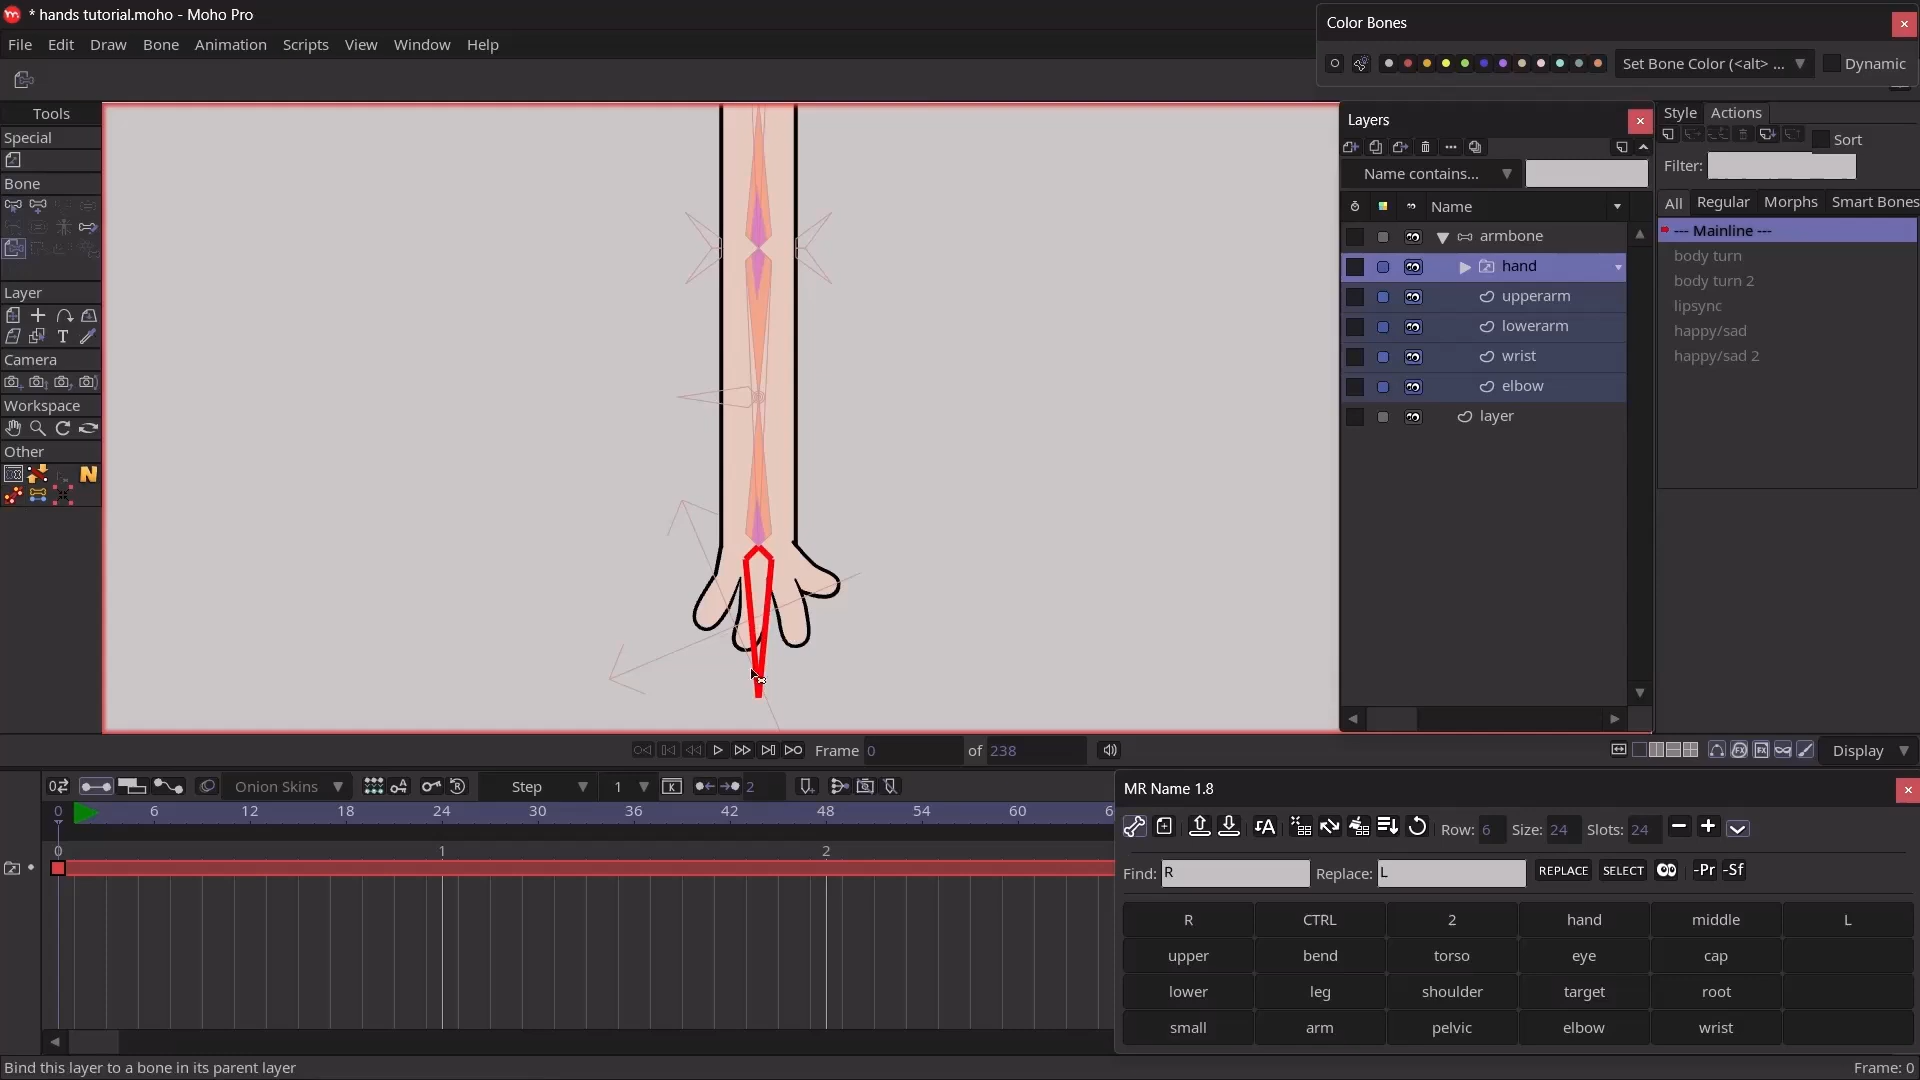 * hands tutorial.moho - Moho Pro
File Edit Draw Bone Animation Scripts View Window Help
Color Bones
Set Bone Color (<alt> ... Dynamic
Tools
Special
Bone
Layer
Camera
Workspace
Other
Layers
Name contains...
Name
armbone
hand
upperarm
lowerarm
wrist
elbow
layer
Style Actions
Sort
Filter:
All Regular Morphs Smart Bones
--- Mainline ---
body turn
body turn 2
lipsync
happy/sad
happy/sad 2
Frame 0 of 238
Display
Onion Skins Step 1 2
0 6 12 18 24 30 36 42 48 54 60 6
0 1 2
MR Name 1.8
Row: 6 Size: 24 Slots: 24
Find: R Replace: L REPLACE SELECT -Pr -Sf
R CTRL 2 hand middle L
upper bend torso eye cap
lower leg shoulder target root
small arm pelvic elbow wrist
Bind this layer to a bone in its parent layer
Frame: 0